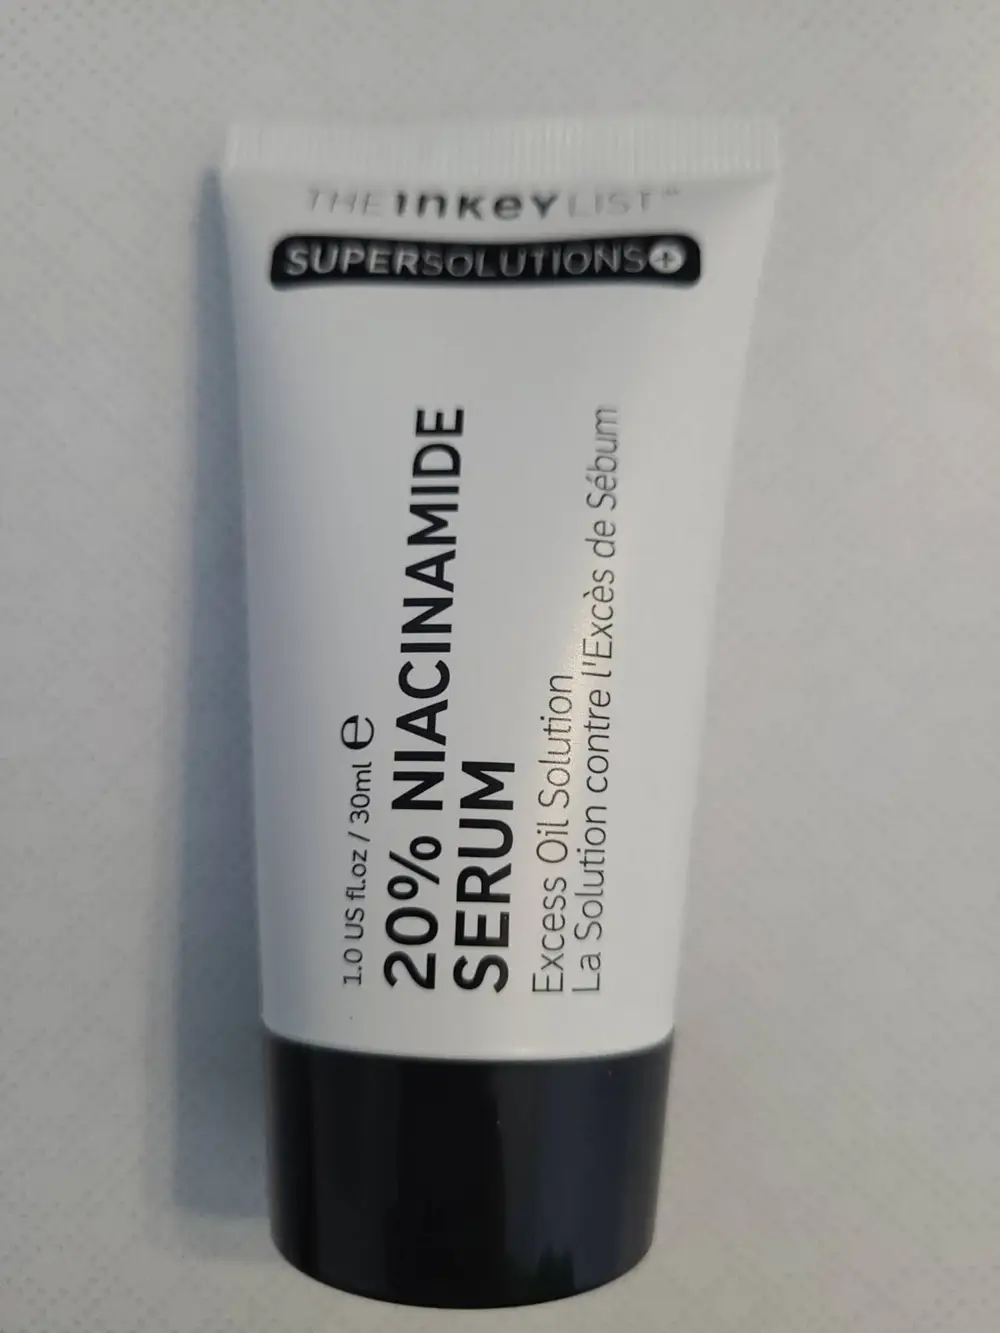 THE INKEY LIST™
SUPERSOLUTIONS+
1.0 US fl.oz / 30ml ℮
20% NIACINAMIDE
SERUM
Excess Oil Solution
La Solution contre l'Excès de Sébum